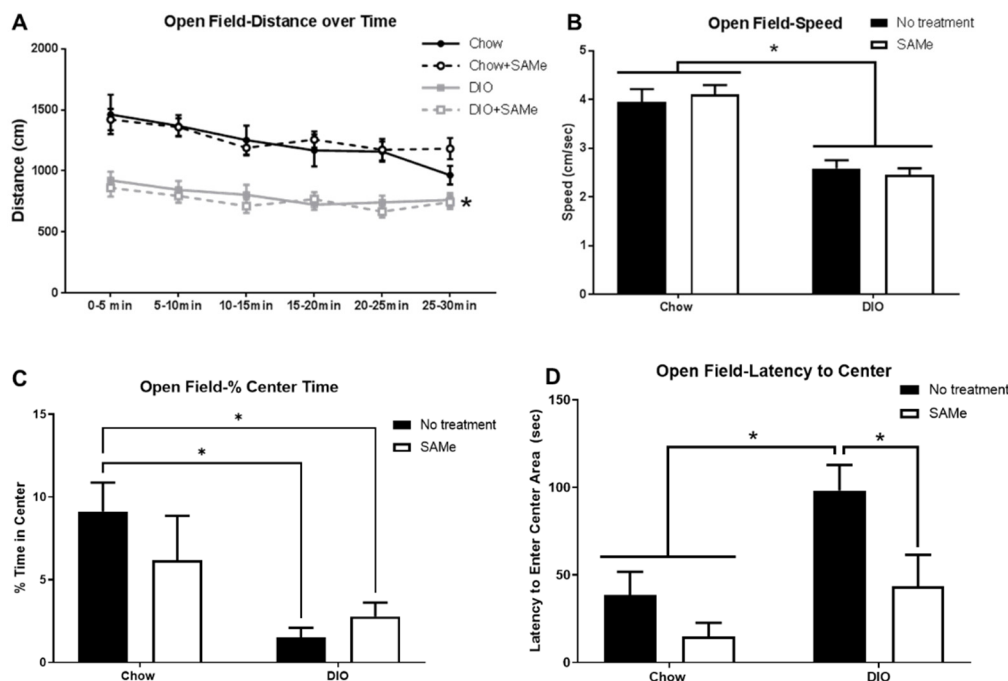 A
Open Field-Distance over Time
Chow
Chow+SAMe
DIO
DIO+SAMe
Distance (cm)
2000
1500
1000
500
0
*
0-5min
5-10min
10-15min
15-20min
20-25min
25-30min
B
Open Field-Speed
No treatment
SAMe
*
Speed (cm/sec)
5
4
3
2
1
0
Chow
DIO
C
Open Field-% Center Time
No treatment
SAMe
*
*
% Time in Center
15
10
5
0
Chow
DIO
D
Open Field-Latency to Center
No treatment
SAMe
*
*
Latency to Enter Center Area (sec)
150
100
50
0
Chow
DIO